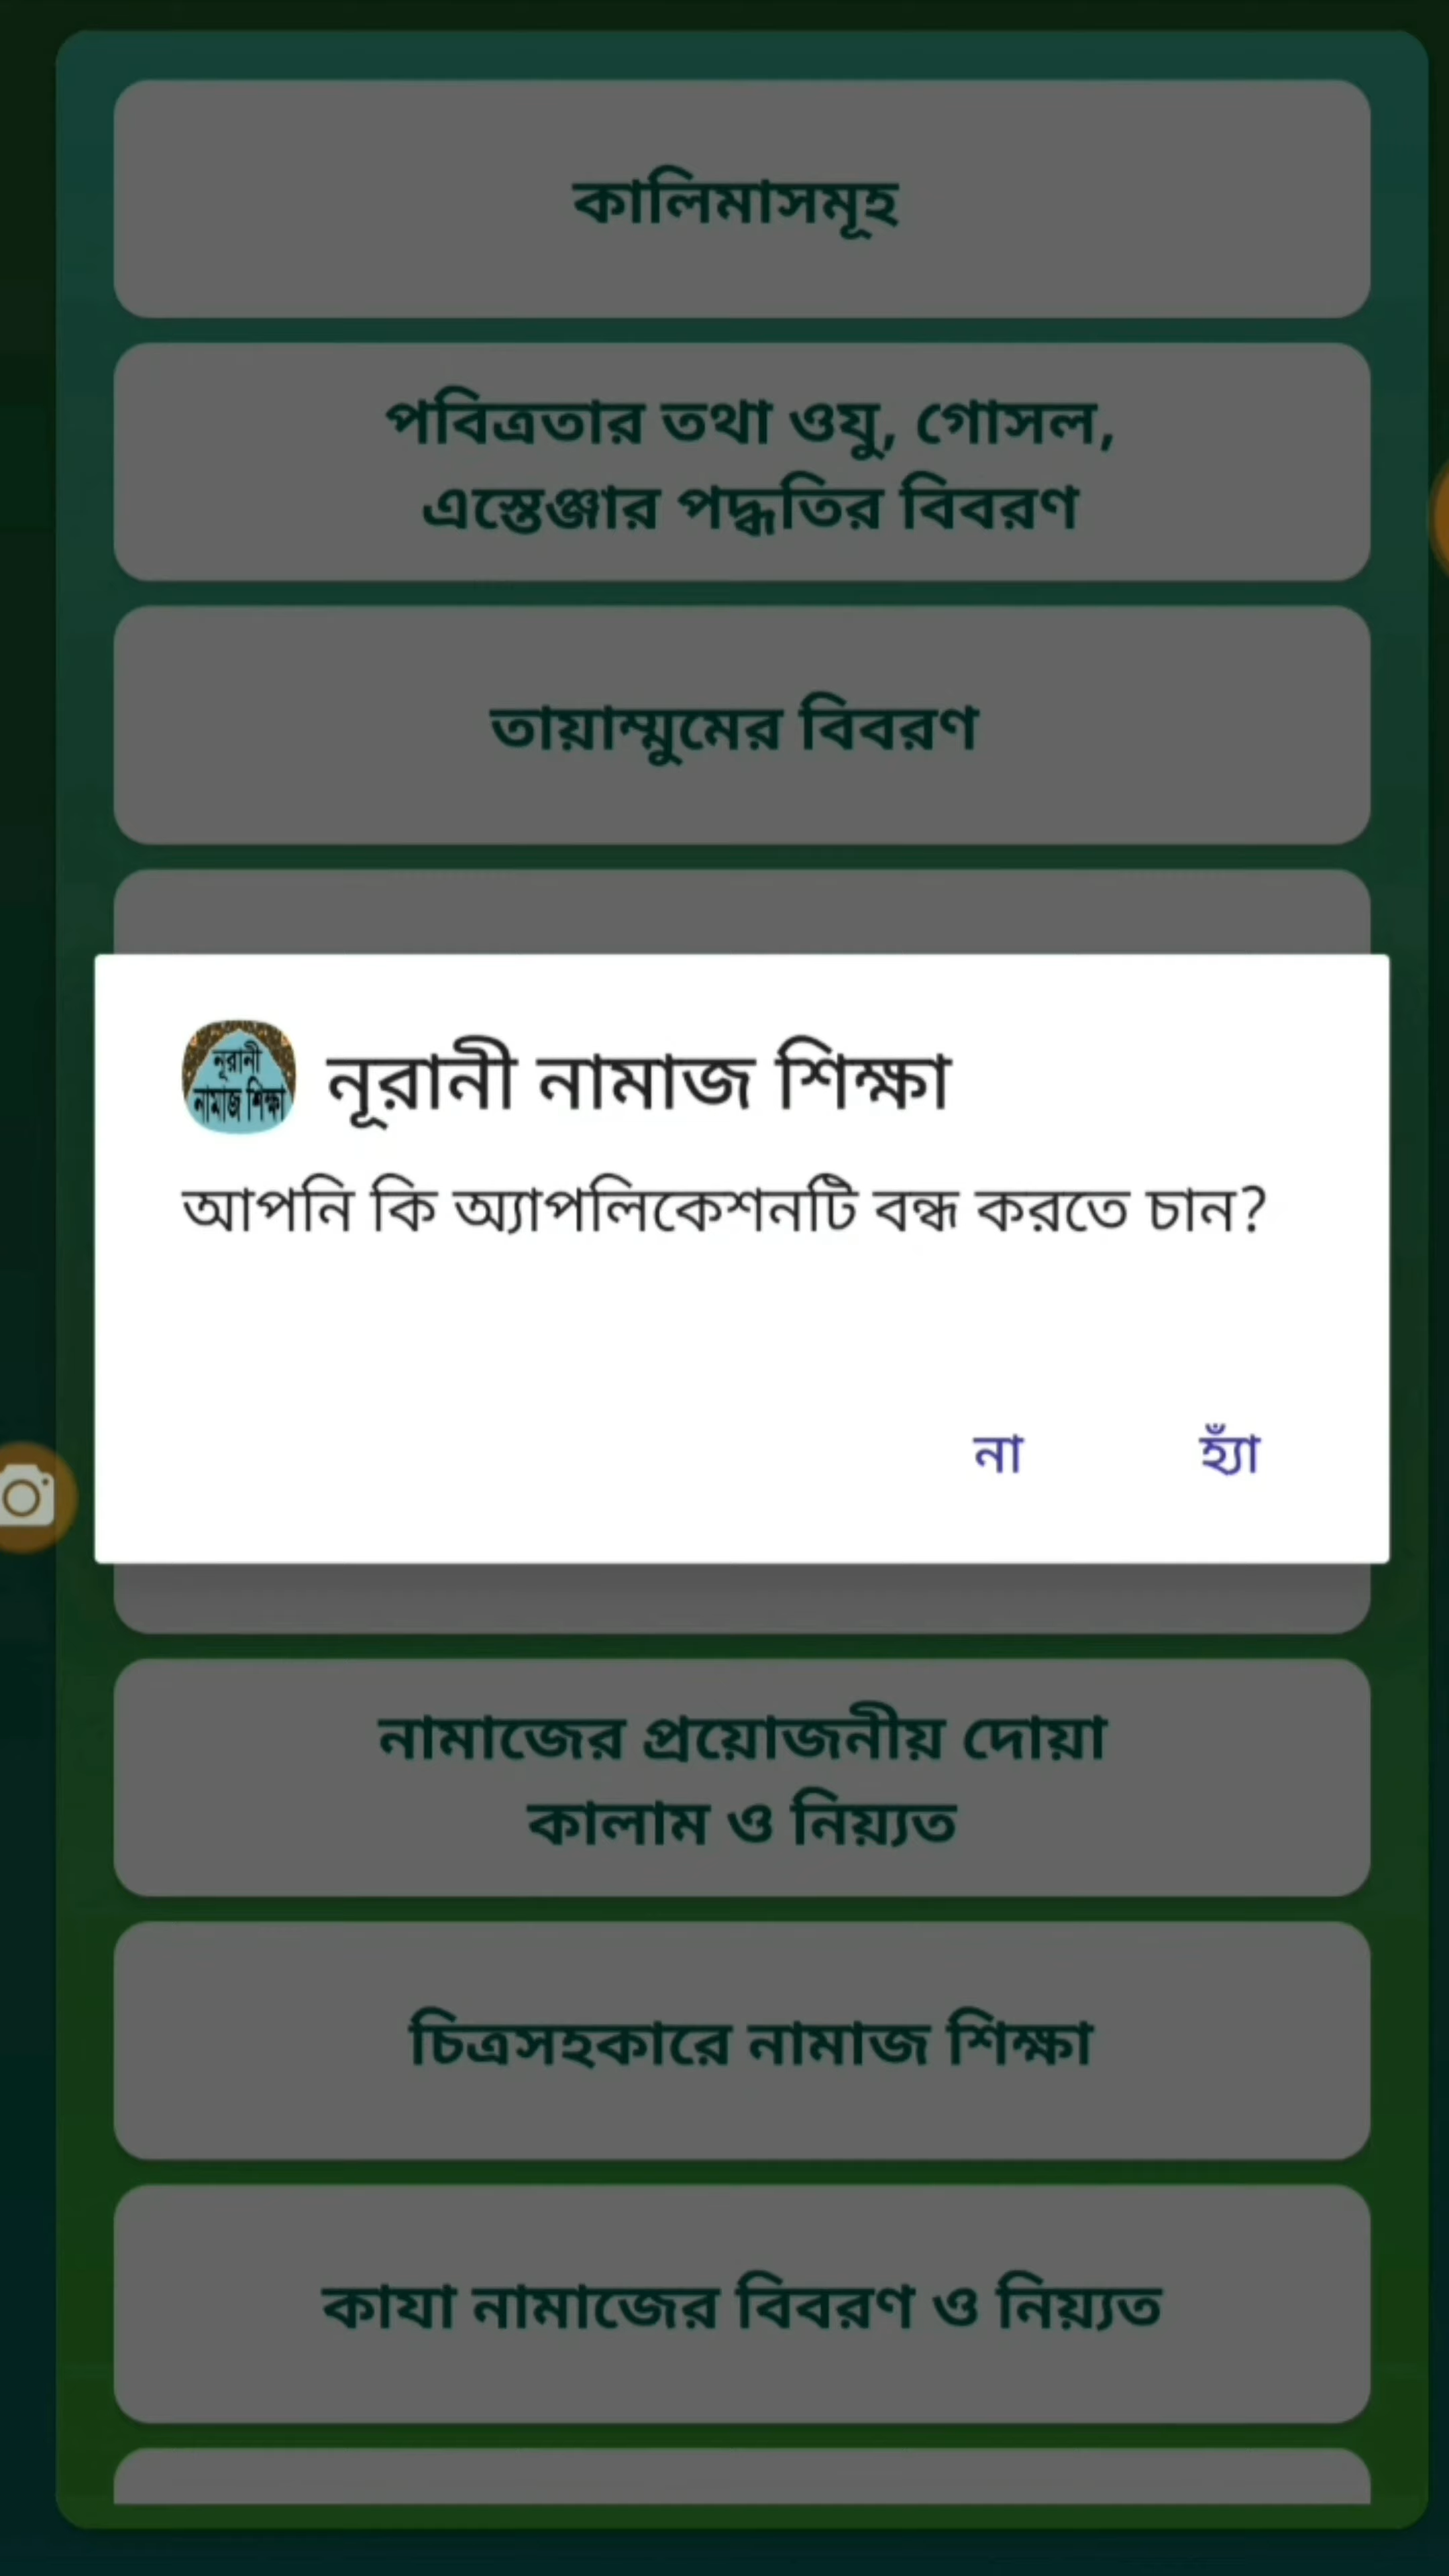 কালিমাসমূহ
পবিত্রতার তথা ওযু, গোসল,
এস্তেঞ্জার পদ্ধতির বিবরণ
তায়াম্মুমের বিবরণ
নূরানী
নামাজ শিক্ষা
নূরানী নামাজ শিক্ষা
আপনি কি অ্যাপলিকেশনটি বন্ধ করতে চান?
না হ্যাঁ
নামাজের প্রয়োজনীয় দোয়া
কালাম ও নিয়্যত
চিত্রসহকারে নামাজ শিক্ষা
কাযা নামাজের বিবরণ ও নিয়্যত